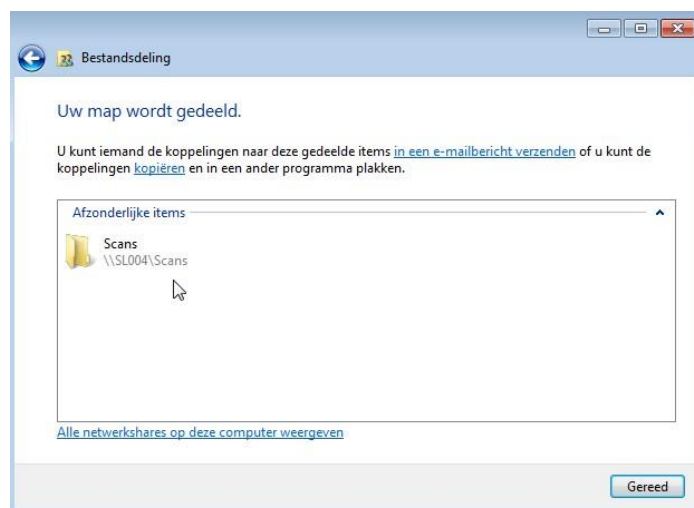 Bestandsdeling
Uw map wordt gedeeld.
U kunt iemand de koppelingen naar deze gedeelde items in een e-mailbericht verzenden of u kunt de
koppelingen kopiëren en in een ander programma plakken.
Afzonderlijke items
Scans
\\SL004\Scans
Alle netwerkshares op deze computer weergeven
Gereed